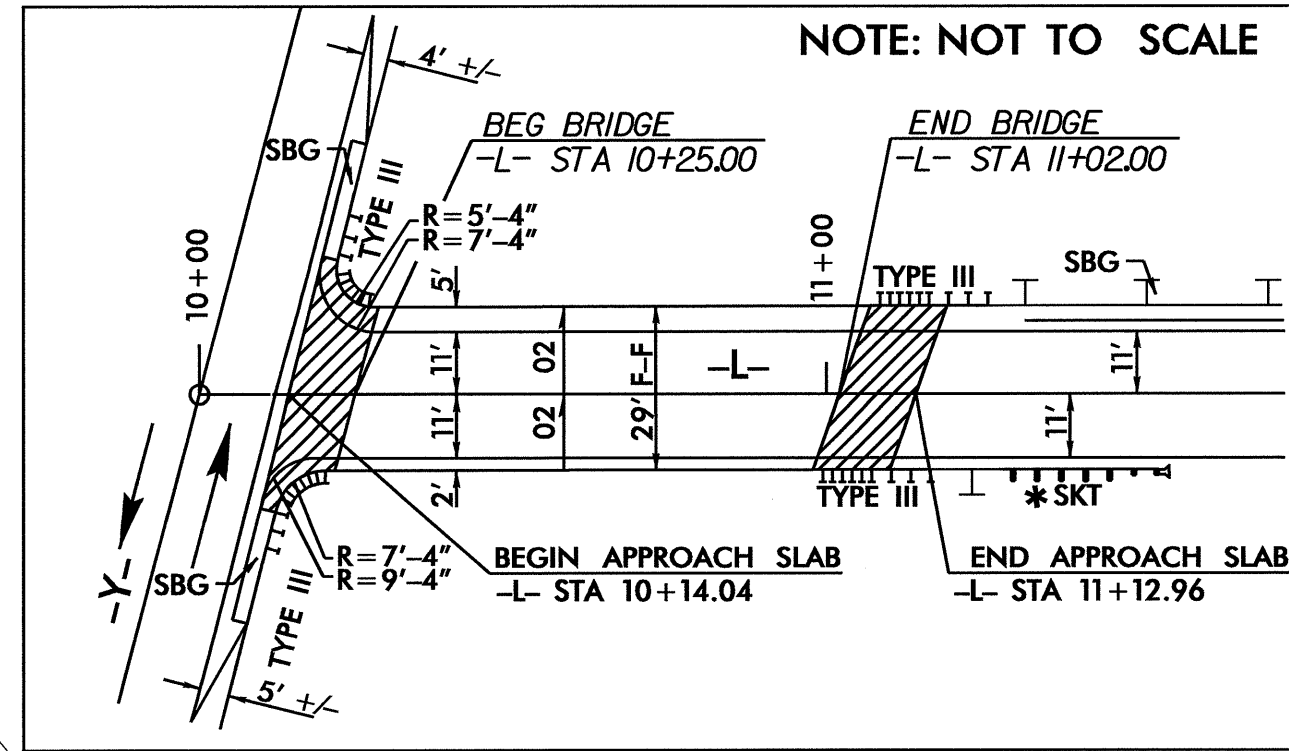 NOTE: NOT TO SCALE
4' +/-
BEG BRIDGE
-L- STA 10+25.00
END BRIDGE
-L- STA 11+02.00
SBG
TYPE III
R=5'-4"
R=7'-4"
10+00
5'
11+00
TYPE III
SBG
11'
02
29' F-F
-L-
11'
11'
02
11'
2'
TYPE III
* SKT
-Y-
SBG
TYPE III
R=7'-4"
R=9'-4"
BEGIN APPROACH SLAB
-L- STA 10+14.04
END APPROACH SLAB
-L- STA 11+12.96
5' +/-